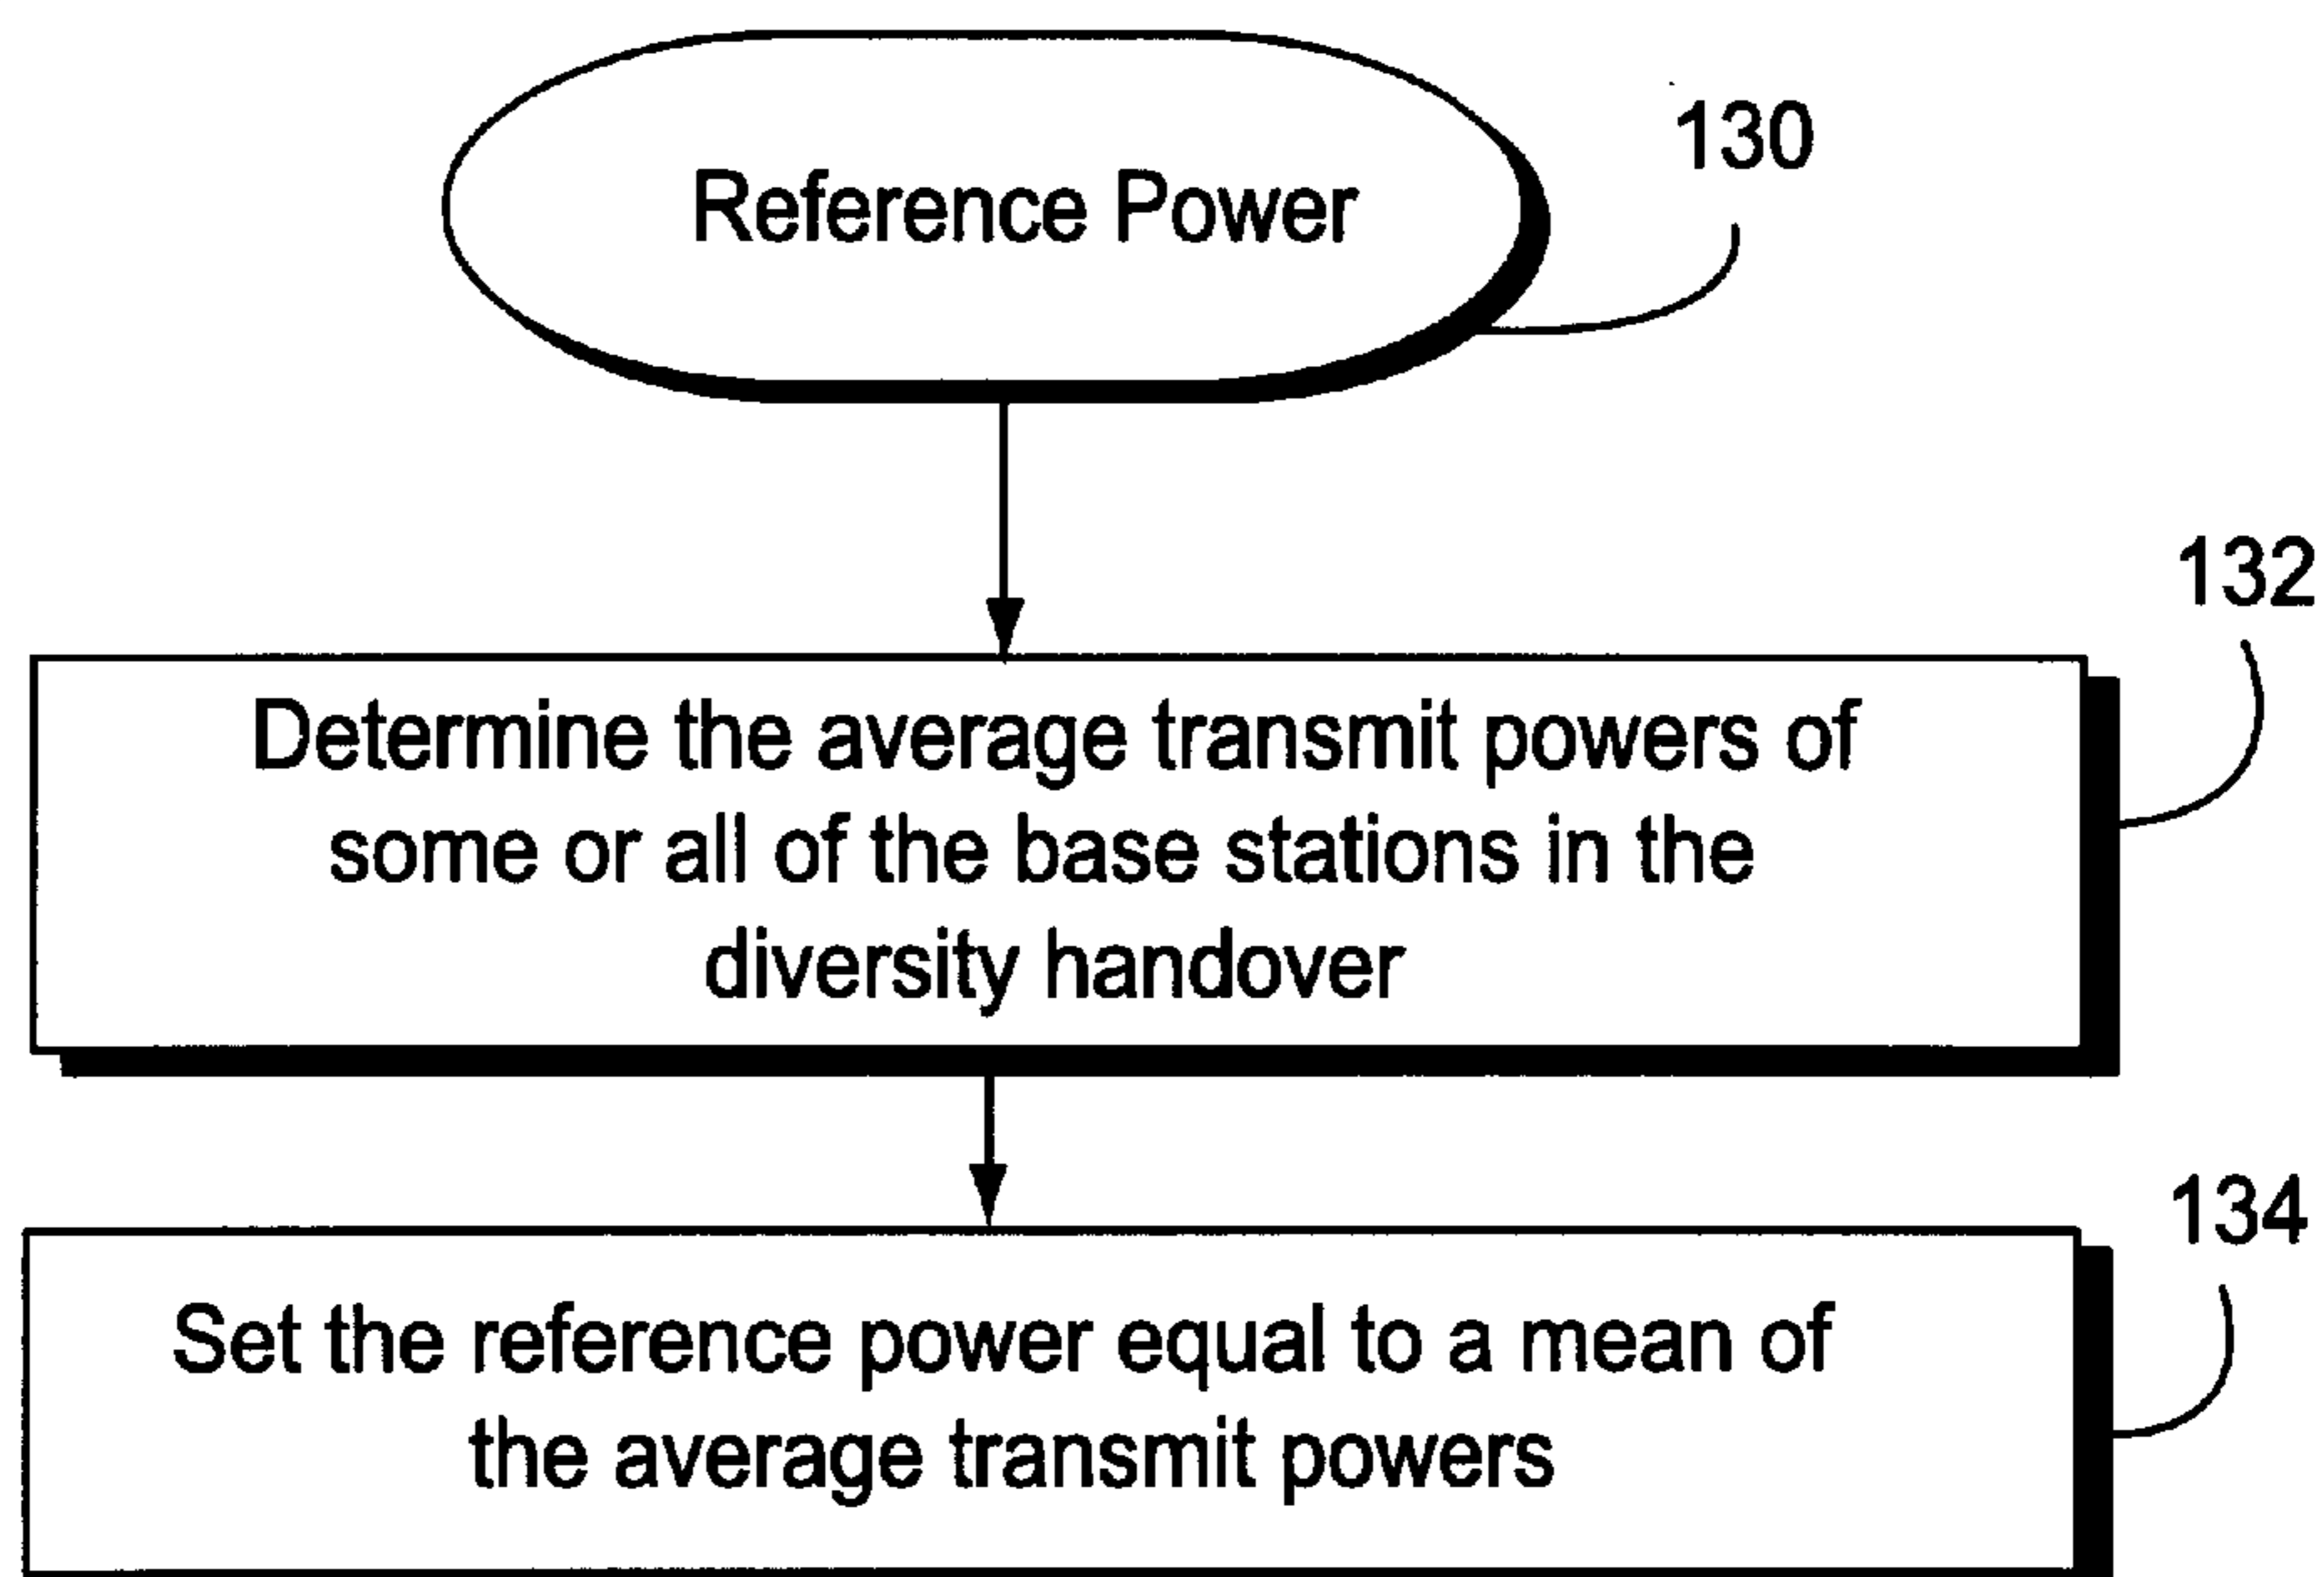 Reference Power
130
132
Determine the average transmit powers of
some or all of the base stations in the
diversity handover
134
Set the reference power equal to a mean of
the average transmit powers